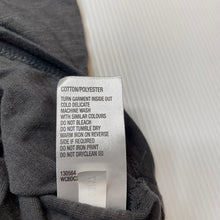 COTTON/POLYESTER
TURN GARMENT INSIDE OUT
COLD DELICATE
MACHINE WASH
WITH SIMILAR COLOURS
DO NOT BLEACH
DO NOT TUMBLE DRY
WARM IRON ON REVERSE
SIDE IF REQUIRED
DO NOT IRON PRINT
DO NOT DRYCLEAN
130564